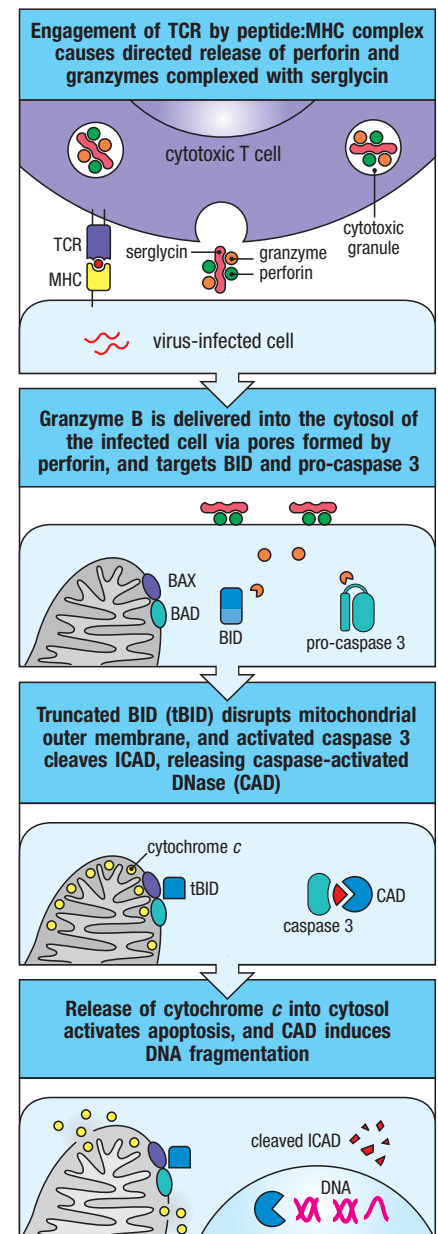 Engagement of TCR by peptide:MHC complex
causes directed release of perforin and
granzymes complexed with serglycin
cytotoxic T cell
cytotoxic
granule
TCR
serglycin
granzyme
perforin
MHC
virus-infected cell
Granzyme B is delivered into the cytosol of
the infected cell via pores formed by
perforin, and targets BID and pro-caspase 3
BAX
BAD
BID
pro-caspase 3
Truncated BID (tBID) disrupts mitochondrial
outer membrane, and activated caspase 3
cleaves ICAD, releasing caspase-activated
DNase (CAD)
cytochrome c
tBID
CAD
caspase 3
Release of cytochrome c into cytosol
activates apoptosis, and CAD induces
DNA fragmentation
cleaved ICAD
DNA